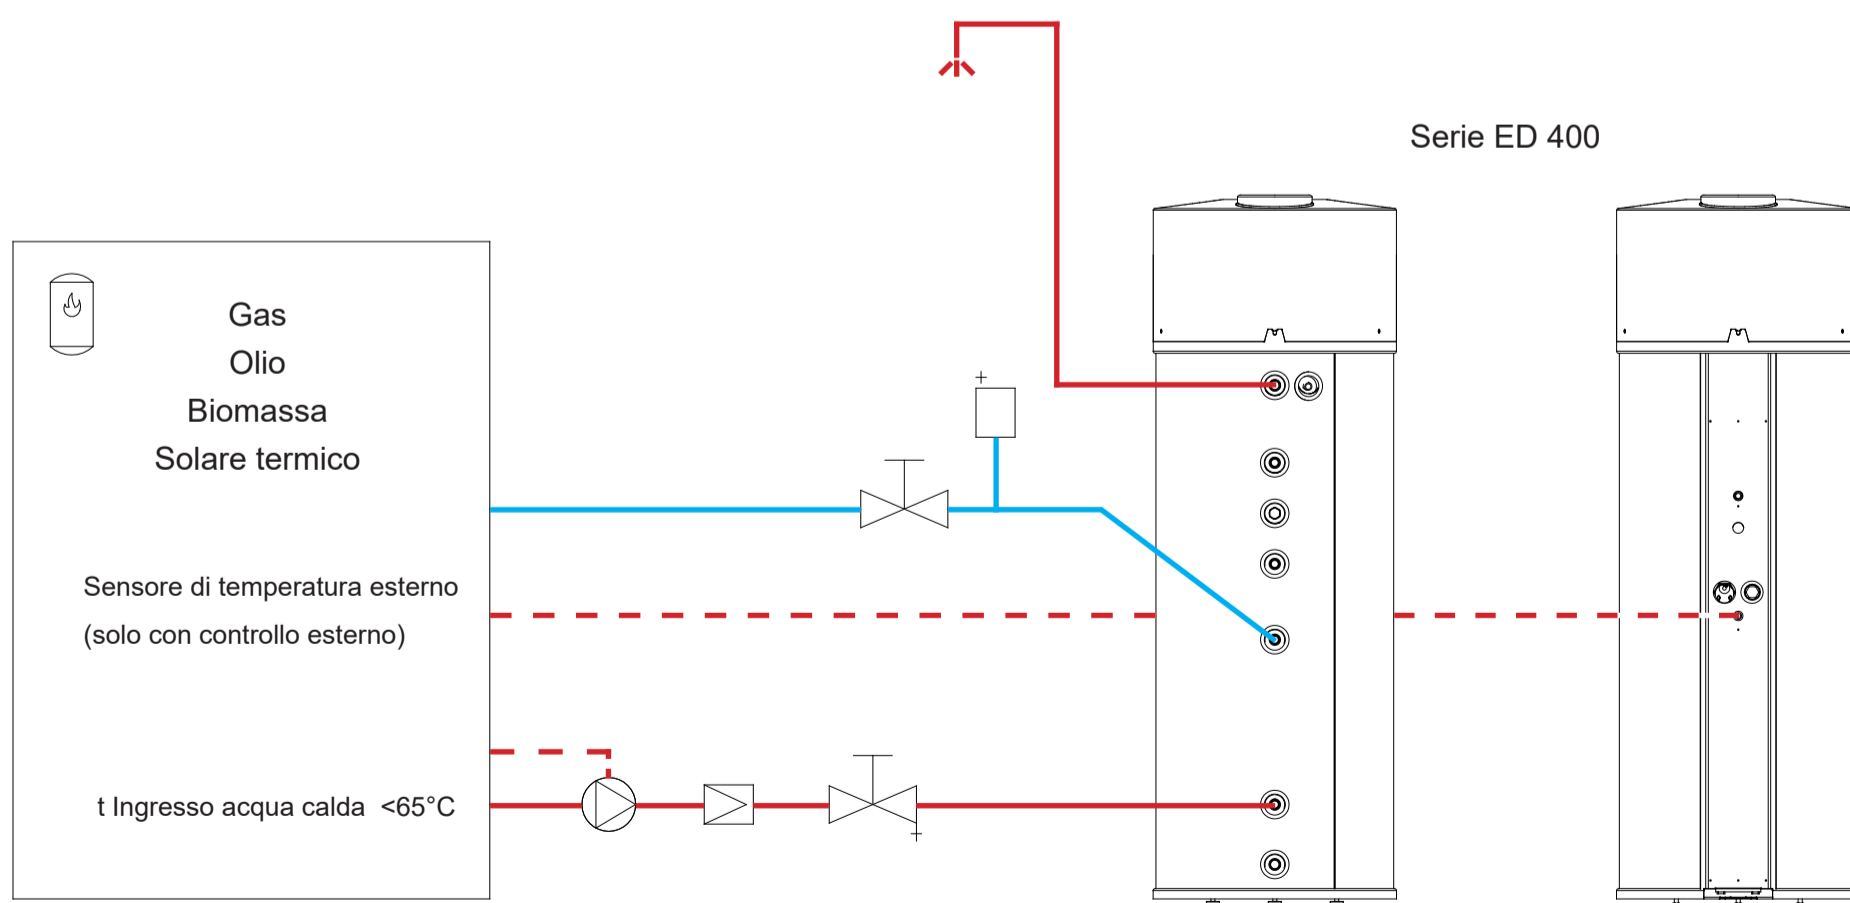 Serie ED 400
Gas
Olio
Biomassa
Solare termico
Sensore di temperatura esterno
(solo con controllo esterno)
t Ingresso acqua calda <65°C